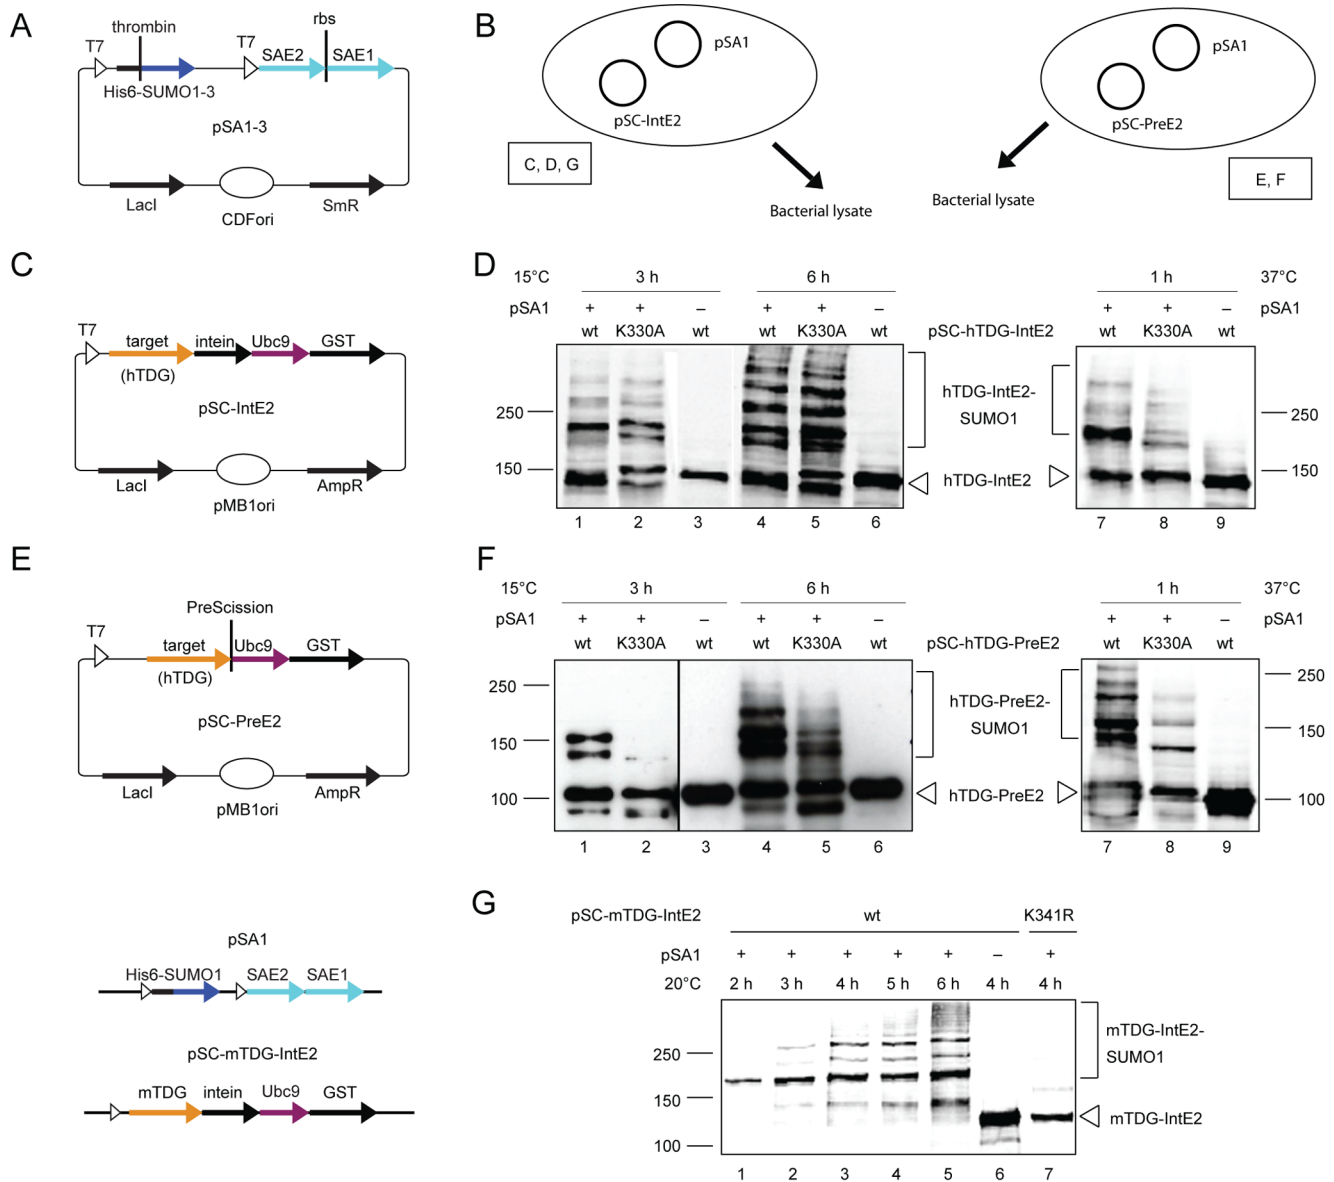 A
thrombin
rbs
T7
T7
SAE2
SAE1
His6-SUMO1-3
pSA1-3
LacI
CDFori
SmR
B
pSA1
pSC-IntE2
C, D, G
Bacterial lysate
pSA1
pSC-PreE2
E, F
Bacterial lysate
C
T7
target
intein
Ubc9
GST
(hTDG)
pSC-IntE2
LacI
pMB1ori
AmpR
D
15°C 3 h 6 h 1 h 37°C
pSA1 + + – + + – + + – pSA1
wt K330A wt wt K330A wt pSC-hTDG-IntE2 wt K330A wt
250
150
hTDG-IntE2-
SUMO1
hTDG-IntE2
250
150
1 2 3 4 5 6 7 8 9
E
PreScission
T7
target
Ubc9
GST
(hTDG)
pSC-PreE2
LacI
pMB1ori
AmpR
F
15°C 3 h 6 h 1 h 37°C
pSA1 + + – + + – + + – pSA1
wt K330A wt wt K330A wt pSC-hTDG-PreE2 wt K330A wt
250
150
100
hTDG-PreE2-
SUMO1
hTDG-PreE2
250
150
100
1 2 3 4 5 6 7 8 9
pSA1
His6-SUMO1 SAE2 SAE1
pSC-mTDG-IntE2
mTDG intein Ubc9 GST
G
pSC-mTDG-IntE2 wt K341R
pSA1 + + + + + – +
20°C 2 h 3 h 4 h 5 h 6 h 4 h 4 h
250
150
100
mTDG-IntE2-
SUMO1
mTDG-IntE2
1 2 3 4 5 6 7